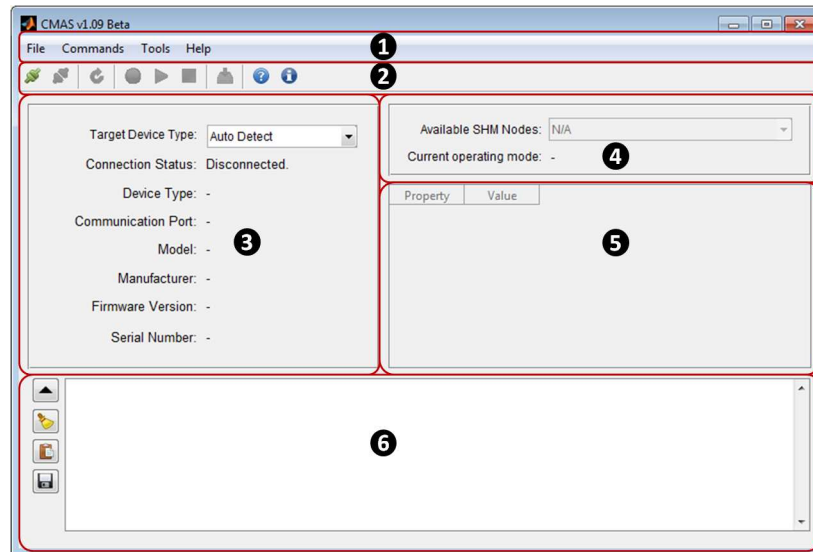 CMAS v1.09 Beta
File Commands Tools Help
1
2
Target Device Type: Auto Detect
Connection Status: Disconnected.
Device Type: -
Communication Port: -
Model: -
Manufacturer: -
Firmware Version: -
Serial Number: -
3
Available SHM Nodes: N/A
Current operating mode: -
4
Property Value
5
6